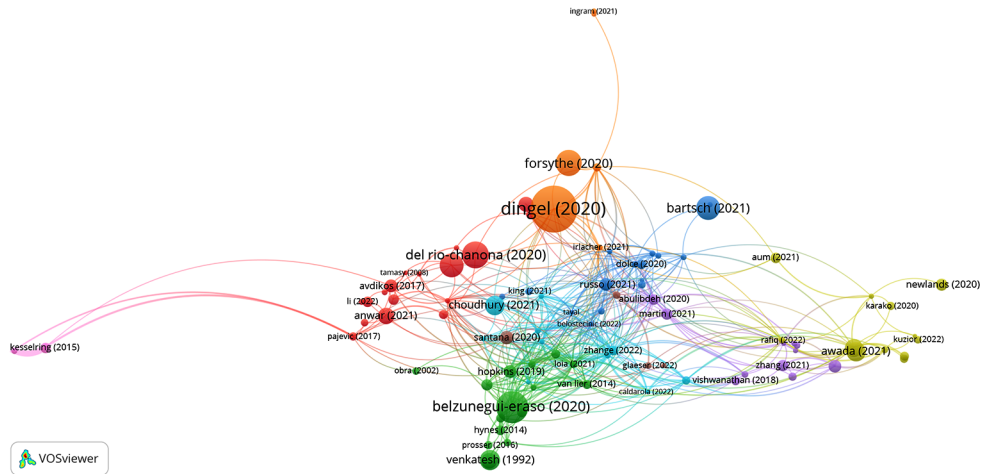 ingram (2021)
forsythe (2020)
dingel (2020)
bartsch (2021)
irlacher (2021)
del rio-chanona (2020)
dolce (2020)
aum (2021)
tamasy (2008)
avdikos (2017)
russo (2021)
newlands (2020)
king (2021)
li (2022)
choudhury (2021)
abulibdeh (2020)
karako (2020)
anwar (2021)
tayal
martin (2021)
pajevic (2017)
santana (2020)
rafiq (2022)
kuzior (2022)
kesselring (2015)
zhange (2022)
awada (2021)
obra (2002)
hopkins (2019)
loia (2021)
glaeser (2022)
zhang (2021)
van lier (2014)
vishwanathan (2018)
caldarola (2022)
belzunegui-eraso (2020)
hynes (2014)
prosser (2016)
venkatesh (1992)
VOSviewer